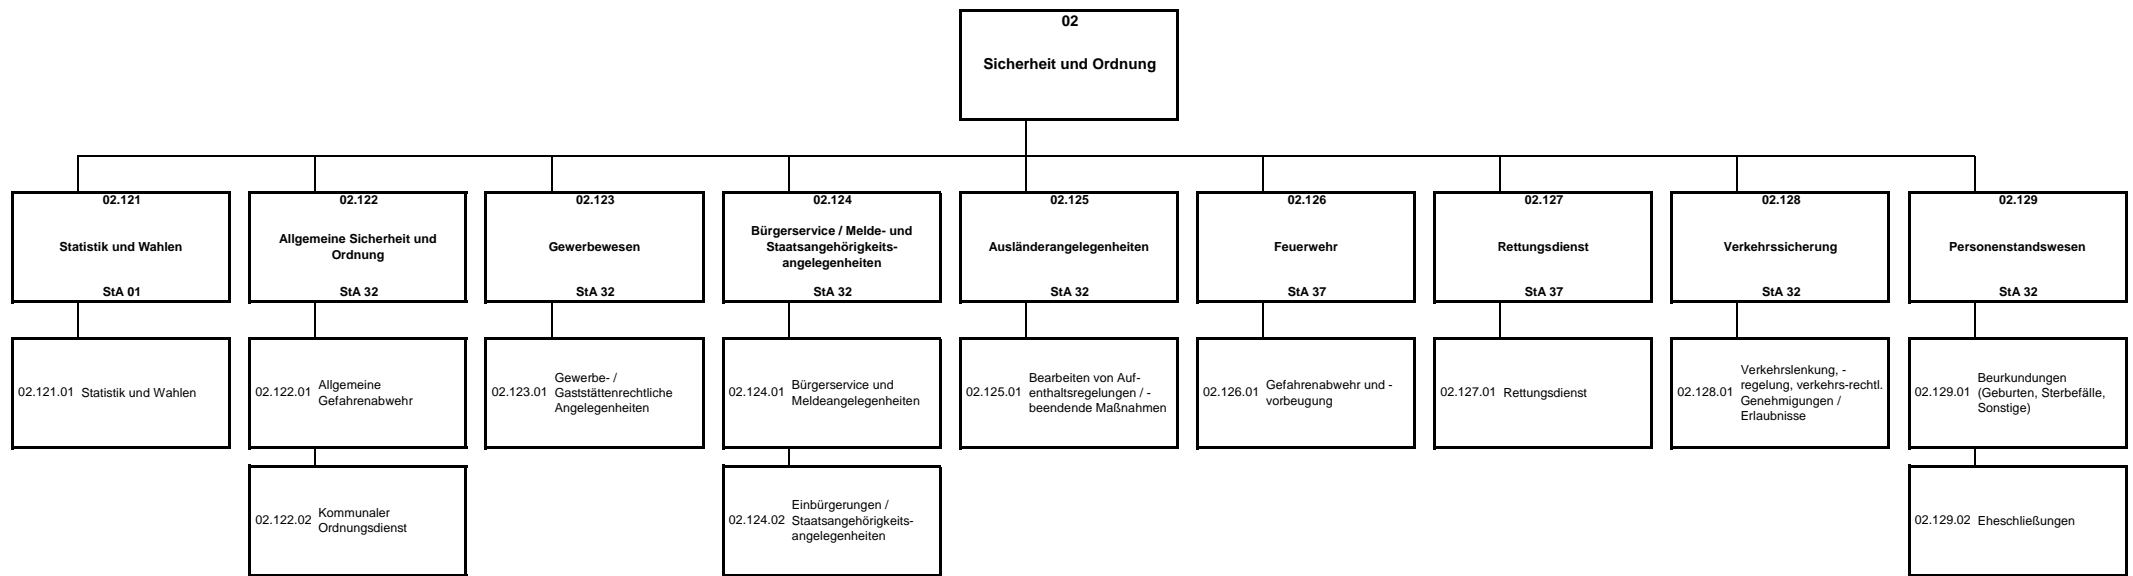 02
Sicherheit und Ordnung
02.121
Statistik und Wahlen
StA 01
02.122
Allgemeine Sicherheit und
Ordnung
StA 32
02.123
Gewerbewesen
StA 32
02.124
Bürgerservice / Melde- und
Staatsangehörigkeits-
angelegenheiten
StA 32
02.125
Ausländerangelegenheiten
StA 32
02.126
Feuerwehr
StA 37
02.127
Rettungsdienst
StA 37
02.128
Verkehrssicherung
StA 32
02.129
Personenstandswesen
StA 32
02.121.01 Statistik und Wahlen
02.122.01 Allgemeine
Gefahrenabwehr
02.123.01 Gewerbe- /
Gaststättenrechtliche
Angelegenheiten
02.124.01 Bürgerservice und
Meldeangelegenheiten
02.125.01 Bearbeiten von Auf-
enthaltsregelungen / -
beendende Maßnahmen
02.126.01 Gefahrenabwehr und -
vorbeugung
02.127.01 Rettungsdienst
02.128.01 Verkehrslenkung, -
regelung, verkehrs-rechtl.
Genehmigungen /
Erlaubnisse
02.129.01 Beurkundungen
(Geburten, Sterbefälle,
Sonstige)
02.122.02 Kommunaler
Ordnungsdienst
02.124.02 Einbürgerungen /
Staatsangehörigkeits-
angelegenheiten
02.129.02 Eheschließungen